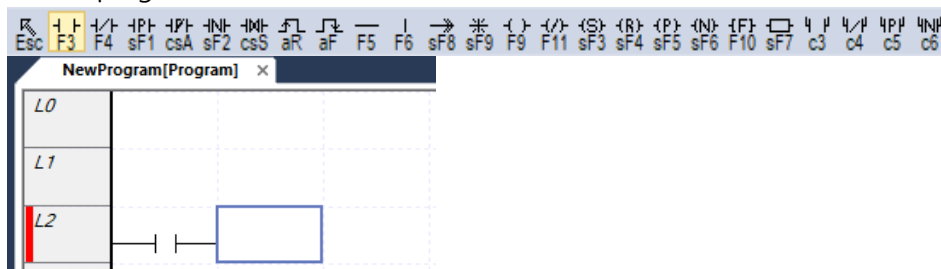 Esc F3 F4 sF1 csA sF2 csS aR aF F5 F6 sF8 sF9 F9 F11 sF3 sF4 sF5 sF6 F10 sF7 c3 c4 c5 c6
NewProgram[Program] ×
L0
L1
L2